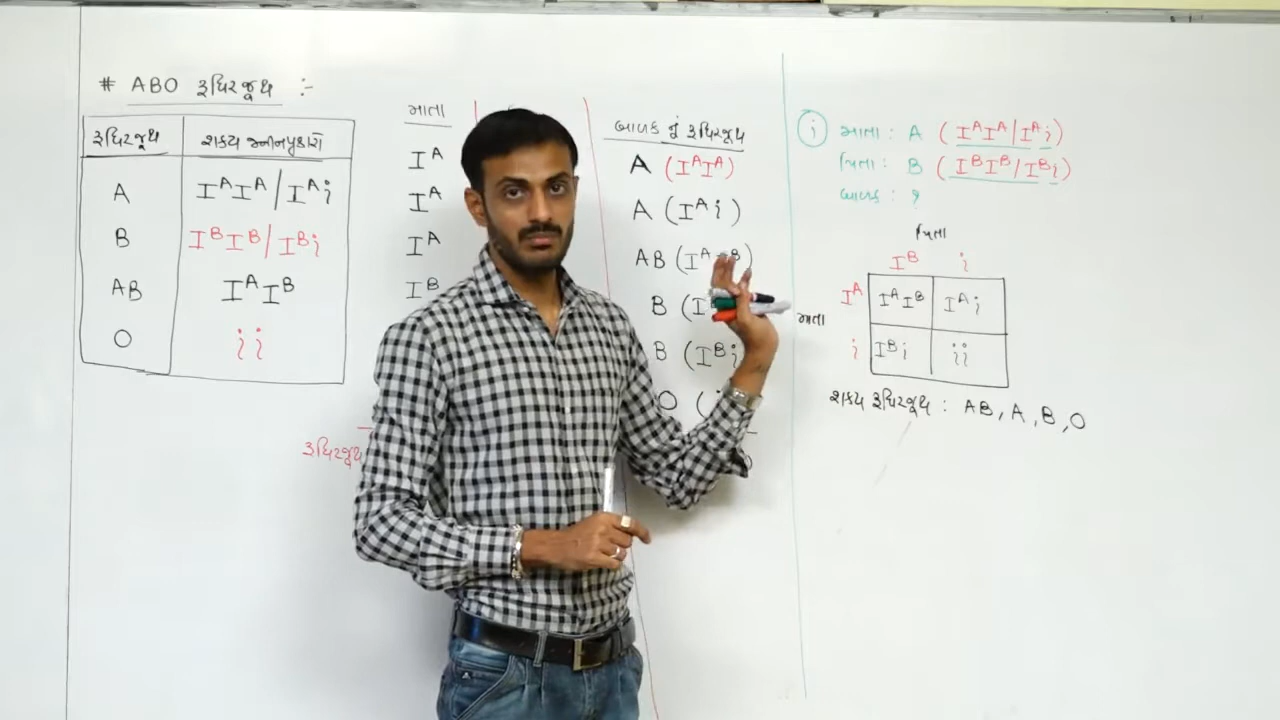 # ABO રુધિરજૂથ :-
રુધિરજૂથ શક્ય જનીનપ્રકારો
A IᴬIᴬ / Iᴬi
B IᴮIᴮ / Iᴮi
AB IᴬIᴮ
O ii
માતા
Iᴬ
Iᴬ
Iᴬ
Iᴮ
રુધિરજૂથ
બાળક નું રુધિરજૂથ
A (IᴬIᴬ)
A (Iᴬi)
AB (Iᴬ ᴮ)
B (I
B (Iᴮi
O (
i માતા : A (IᴬIᴬ / Iᴬi)
પિતા : B (IᴮIᴮ / Iᴮi)
બાળક : ?
પિતા
Iᴮ i
માતા
Iᴬ IᴬIᴮ Iᴬi
i Iᴮi ii
શક્ય રુધિરજૂથ : AB, A, B, O